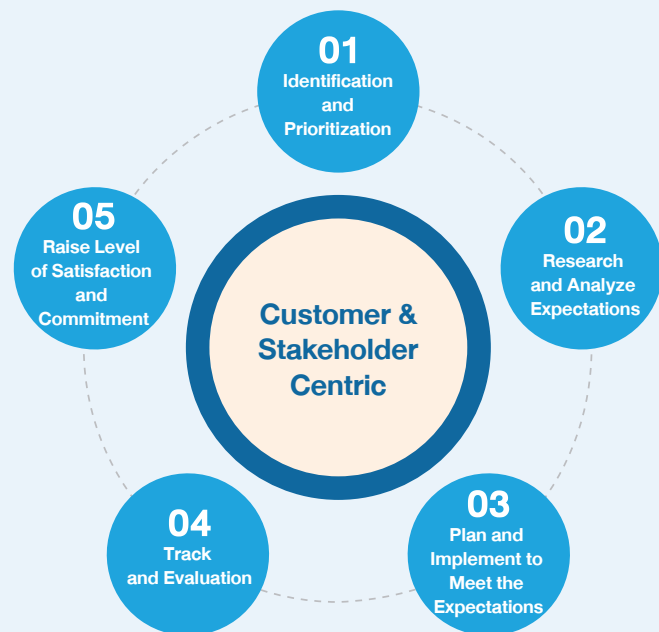 01
Identification
and
Prioritization
02
Research
and Analyze
Expectations
03
Plan and
Implement to
Meet the
Expectations
04
Track
and Evaluation
05
Raise Level
of Satisfaction
and
Commitment
Customer &
Stakeholder
Centric